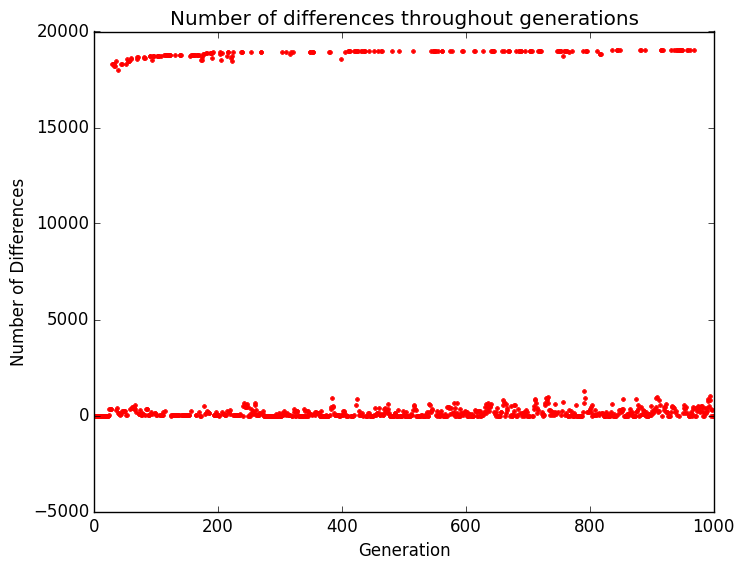 Number of differences throughout generations
20000
15000
10000
5000
0
−5000
Number of Differences
0 200 400 600 800 1000
Generation